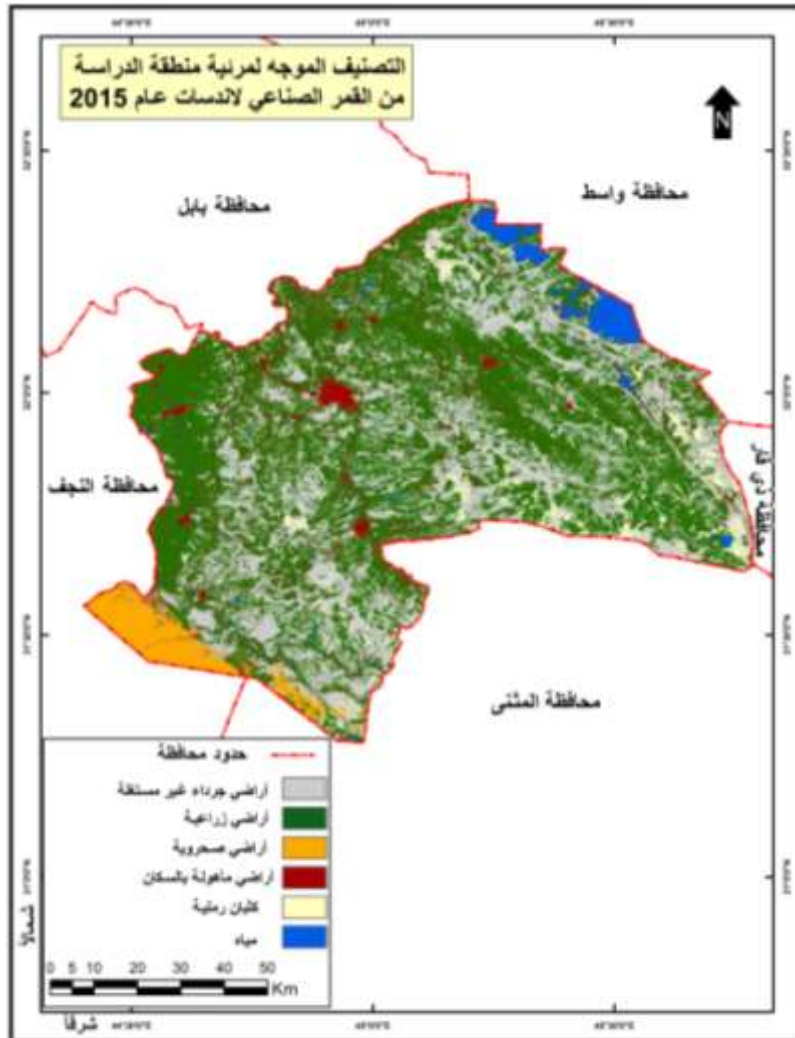 التصنيف الموجه لمرئية منطقة الدراسة
من القمر الصناعي لاندسات عام 2015
N
محافظة واسط
محافظة بابل
محافظة النجف
محافظة ذي قار
محافظة المثنى
حدود محافظة
أراضي جرداء غير مستغلة
أراضي زراعية
أراضي صحروية
أراضي مأهولة بالسكان
كثبان رملية
مياه
0 5 10 20 30 40 50
Km
شمالاً
شرقاً